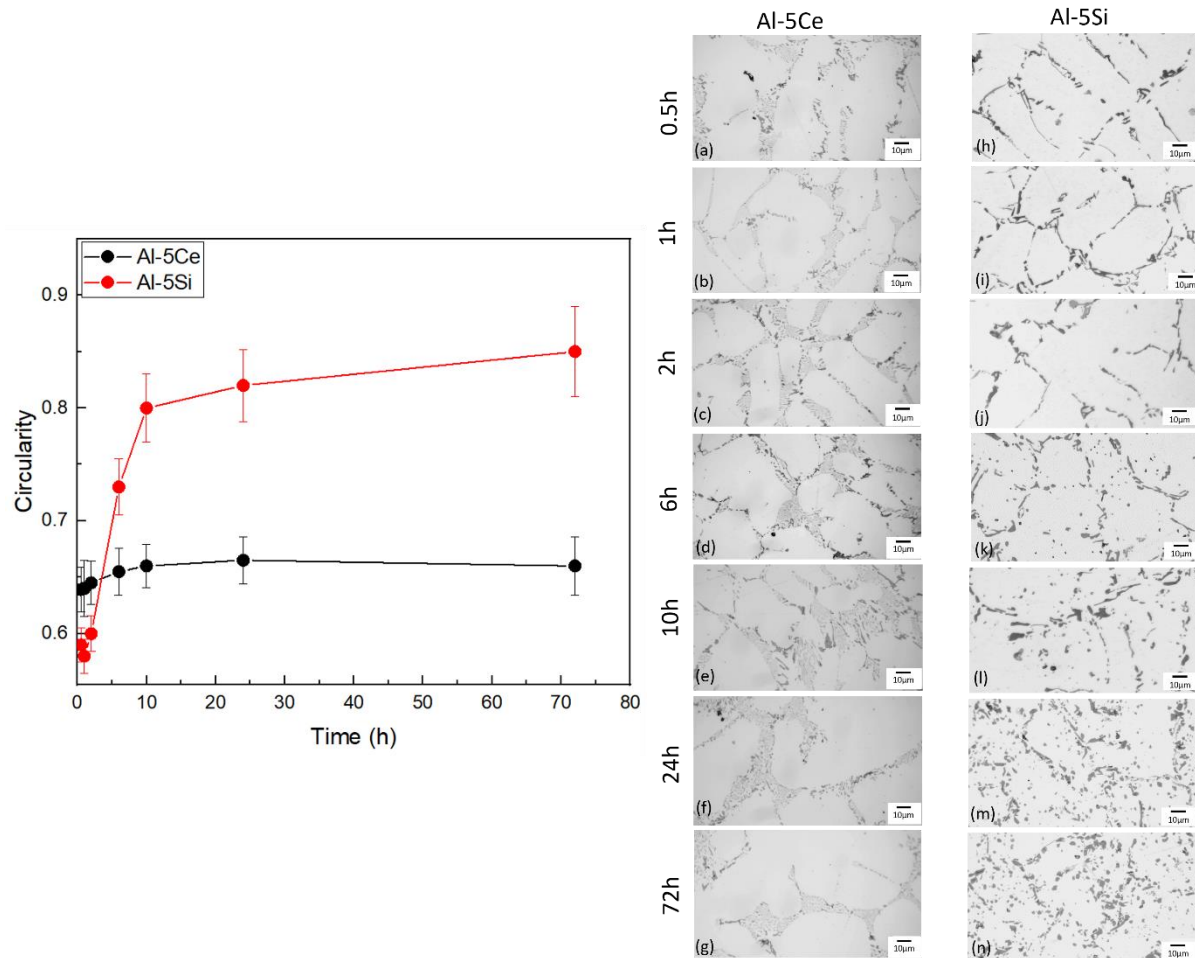 Al-5Ce
Al-5Si
0.9
0.8
0.7
0.6
Circularity
0 10 20 30 40 50 60 70 80
Time (h)
Al-5Ce Al-5Si
0.5h
(a) 10µm
(h) 10µm
1h
(b) 10µm
(i) 10µm
2h
(c) 10µm
(j) 10µm
6h
(d) 10µm
(k) 10µm
10h
(e) 10µm
(l) 10µm
24h
(f) 10µm
(m) 10µm
72h
(g) 10µm
(n) 10µm